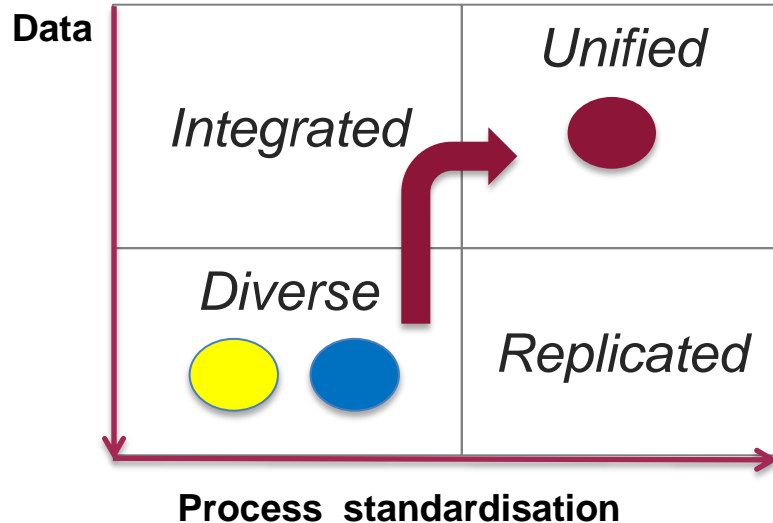 Data
Unified
Integrated
Diverse
Replicated
Process standardisation